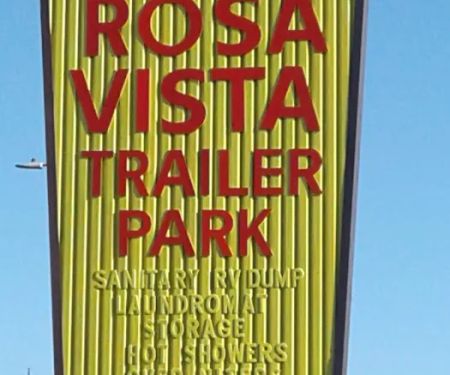 ROSA
VISTA
TRAILER
PARK
SANITARY RV DUMP
LAUNDROMAT
STORAGE
HOT SHOWERS